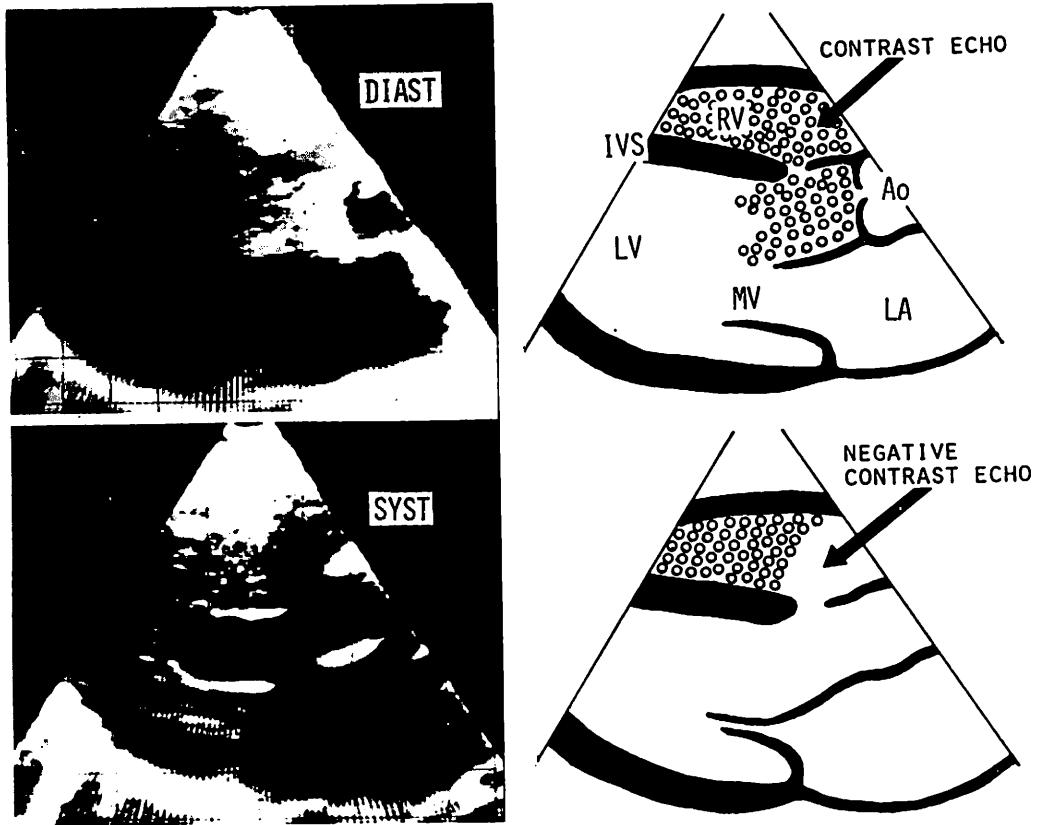 DIAST
CONTRAST ECHO
RV
IVS
Ao
LV
MV
LA
SYST
NEGATIVE
CONTRAST ECHO